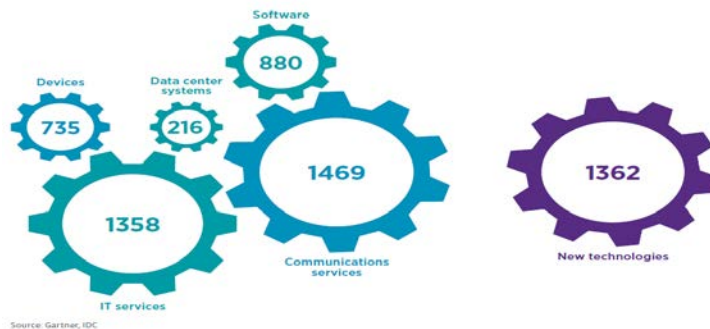 Software
880
Devices
735
Data center
systems
216
1469
1362
1358
Communications
services
New technologies
IT services
Source: Gartner, IDC